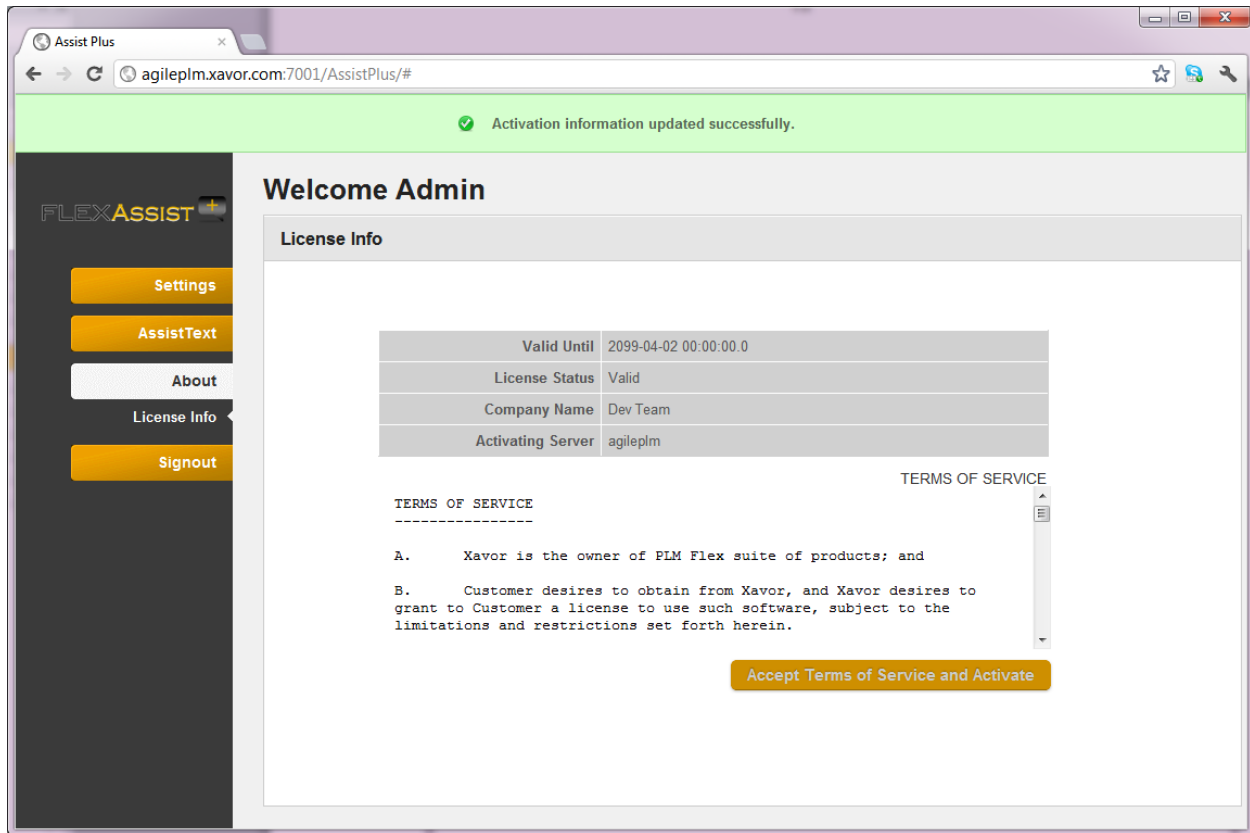 Assist Plus
agileplm.xavor.com:7001/AssistPlus/#
Activation information updated successfully.
FLEXASSIST+
Welcome Admin
License Info
Settings
AssistText
About
License Info
Signout
Valid Until 2099-04-02 00:00:00.0
License Status Valid
Company Name Dev Team
Activating Server agileplm
TERMS OF SERVICE
TERMS OF SERVICE
----------------
A. Xavor is the owner of PLM Flex suite of products; and
B. Customer desires to obtain from Xavor, and Xavor desires to
grant to Customer a license to use such software, subject to the
limitations and restrictions set forth herein.
Accept Terms of Service and Activate